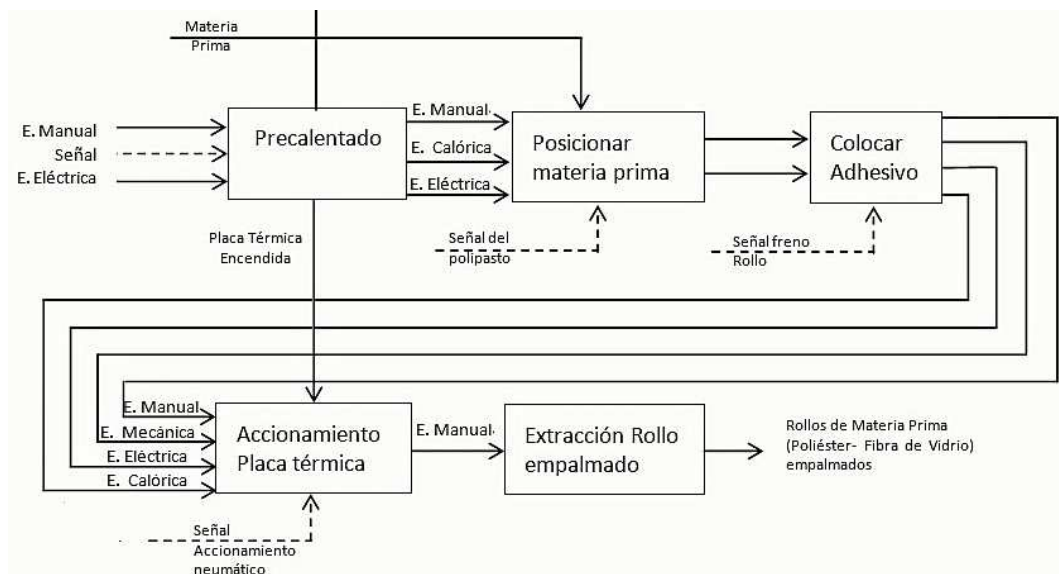 Materia
Prima
E. Manual
Señal
E. Eléctrica
Precalentado
E. Manual
E. Calórica
E. Eléctrica
Posicionar
materia prima
Colocar
Adhesivo
Placa Térmica
Encendida
Señal del
polipasto
Señal freno
Rollo
E. Manual
E. Mecánica
E. Eléctrica
E. Calórica
Accionamiento
Placa térmica
E. Manual
Extracción Rollo
empalmado
Rollos de Materia Prima
(Poliéster- Fibra de Vidrio)
empalmados
Señal
Accionamiento
neumático